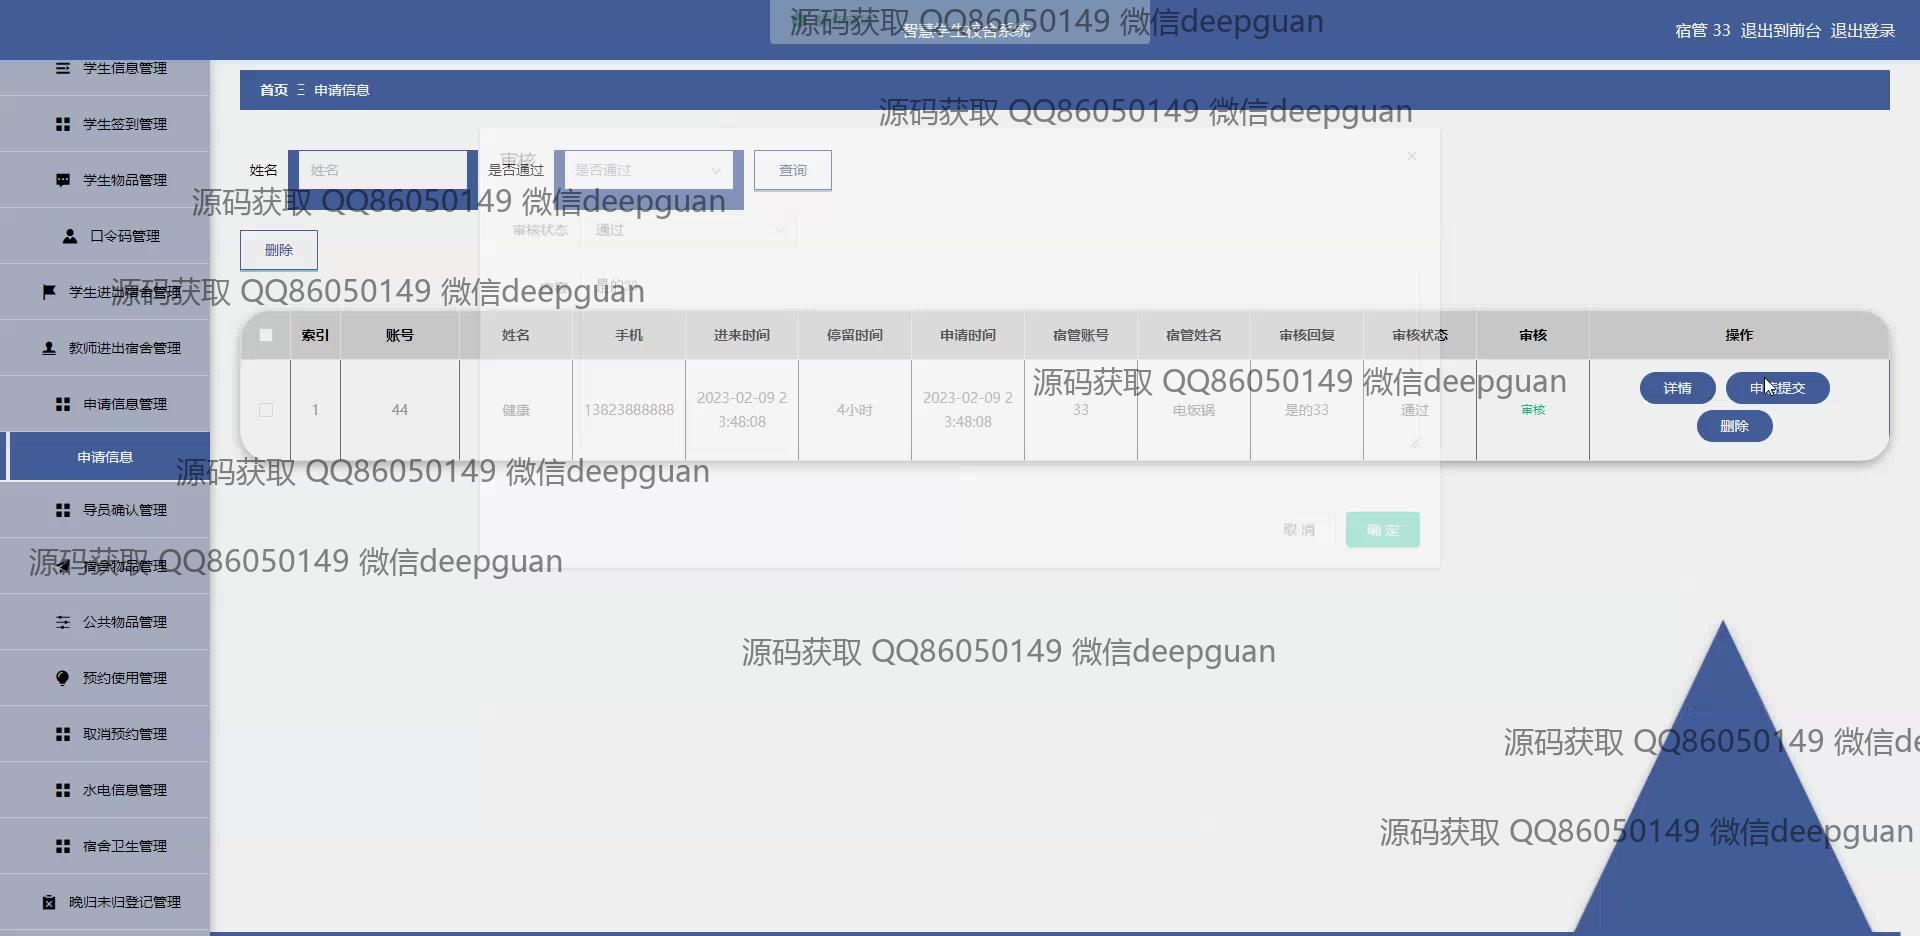 源码获取 QQ86050149 微信deepguan
宿管 33 退出到前台 退出登录
学生信息管理
首页 Ξ 申请信息
源码获取 QQ86050149 微信deepguan
学生签到管理
审核
姓名 姓名 是否通过 是否通过 查询
学生物品管理
源码获取 QQ86050149 微信deepguan
口令码管理
审核状态 通过
删除
学生进出宿舍管理
源码获取 QQ86050149 微信deepguan
索引 账号 姓名 手机 进来时间 停留时间 申请时间 宿管账号 宿管姓名 审核回复 审核状态 审核 操作
教师进出宿舍管理
源码获取 QQ86050149 微信deepguan
1 44 健康 13823888888 2023-02-09 23:48:08 4小时 2023-02-09 23:48:08 33 电饭锅 是的33 通过 审核 详情 申请提交
删除
申请信息管理
申请信息
源码获取 QQ86050149 微信deepguan
导员确认管理
取消 确定
宿舍物品管理
源码获取 QQ86050149 微信deepguan
公共物品管理
源码获取 QQ86050149 微信deepguan
预约使用管理
取消预约管理
源码获取 QQ86050149 微信de
水电信息管理
源码获取 QQ86050149 微信deepguan
宿舍卫生管理
晚归未归登记管理